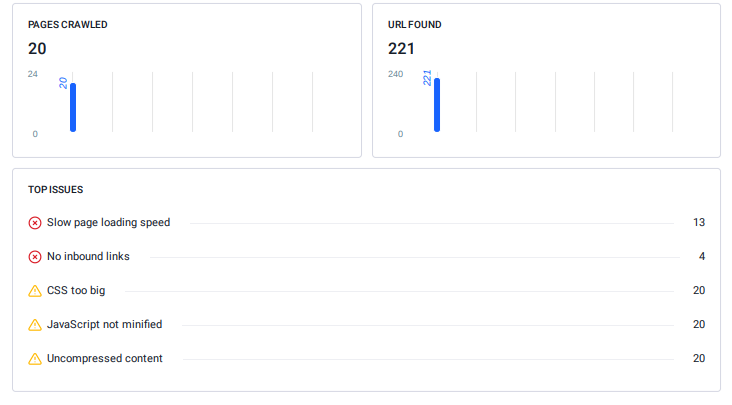 PAGES CRAWLED
20
24
20
0
URL FOUND
221
240
221
0
TOP ISSUES
Slow page loading speed 13
No inbound links 4
CSS too big 20
JavaScript not minified 20
Uncompressed content 20